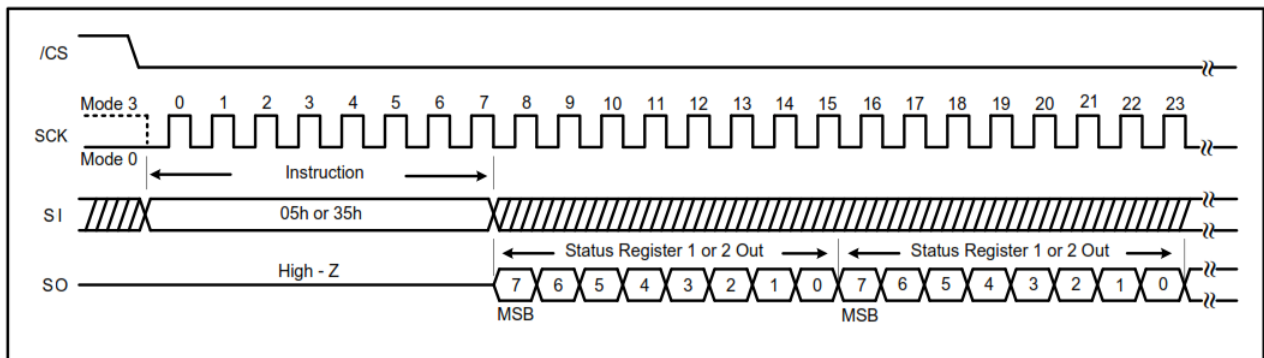 /CS
Mode 3 0 1 2 3 4 5 6 7 8 9 10 11 12 13 14 15 16 17 18 19 20 21 22 23
SCK
Mode 0
Instruction
SI 05h or 35h
Status Register 1 or 2 Out Status Register 1 or 2 Out
High - Z
SO 7 6 5 4 3 2 1 0 7 6 5 4 3 2 1 0
MSB MSB